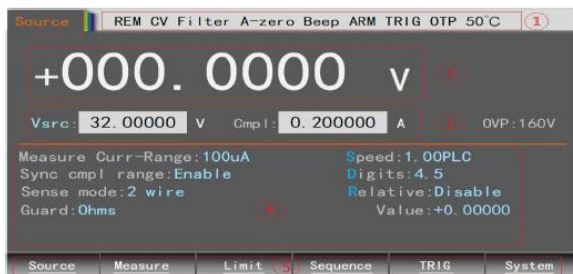 Source REM CV Filter A-zero Beep ARM TRIG OTP 50℃ 1
+000.0000 V 2
Vsrc: 32.00000 V Cmpl: 0.200000 A 3 OVP:160V
Measure Curr-Range:100uA Speed:1.00PLC
Sync cmpl range:Enable Digits:4.5
Sense mode:2 wire Relative:Disable
Guard:Ohms 4 Value:+0.00000
Source Measure Limit 5 Sequence TRIG System